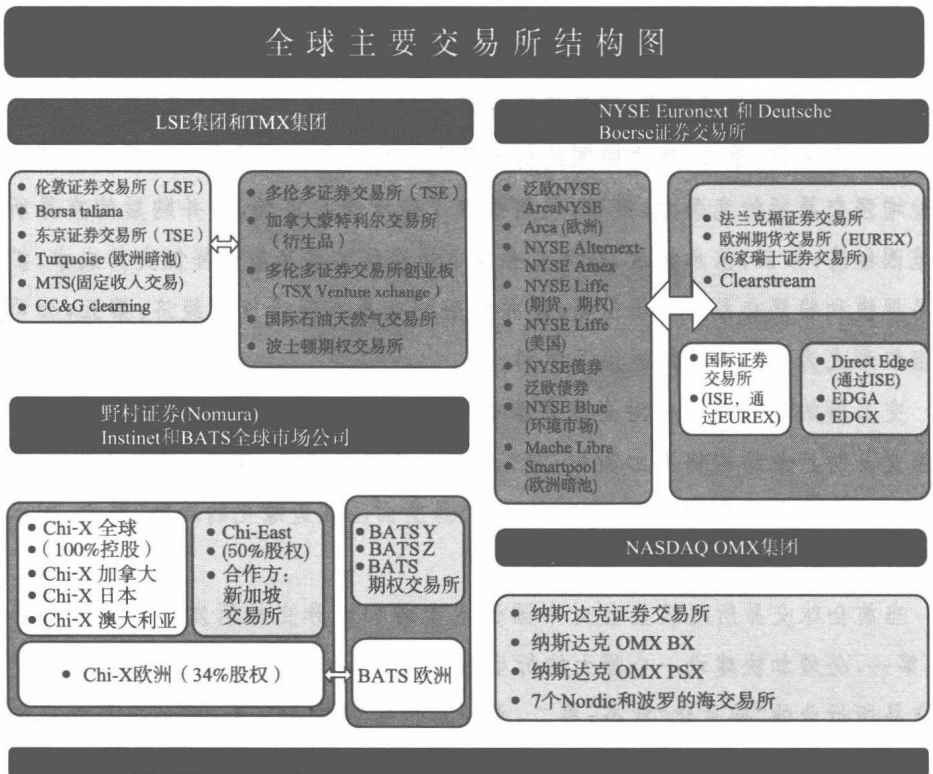 全球主要交易所结构图
LSE集团和TMX集团
• 伦敦证券交易所（LSE）
• Borsa taliana
• 东京证券交易所（TSE）
• Turquoise (欧洲暗池)
• MTS(固定收人交易)
• CC&G clearning
• 多伦多证券交易所（TSE）
• 加拿大蒙特利尔交易所
（衍生品）
• 多伦多证券交易所创业板
（TSX Venture xchange）
• 国际石油天然气交易所
• 波士顿期权交易所
NYSE Euronext 和 Deutsche
Boerse证券交易所
• 泛欧NYSE
ArcaNYSE
• Arca (欧洲)
• NYSE Alternext-
NYSE Amex
• NYSE Liffe
(期货，期权)
• NYSE Liffe
(美国)
• NYSE债券
• 泛欧债券
• NYSE Blue
(环境市场)
• Mache Libre
• Smartpool
(欧洲暗池)
• 法兰克福证券交易所
• 欧洲期货交易所（EUREX）
(6家瑞士证券交易所)
• Clearstream
• 国际证券
交易所
•(ISE，通
过EUREX)
• Direct Edge
(通过ISE)
• EDGA
• EDGX
野村证券(Nomura)
Instinet和BATS全球市场公司
• Chi-X 全球
•（100%控股）
• Chi-X 加拿大
• Chi-X 日本
• Chi-X 澳大利亚
• Chi-East
• (50%股权)
• 合作方：
新加坡
交易所
• BATS Y
• BATS Z
• BATS
期权交易所
• Chi-X欧洲（34%股权）
BATS 欧洲
NASDAQ OMX集团
• 纳斯达克证券交易所
• 纳斯达克 OMX BX
• 纳斯达克 OMX PSX
• 7个Nordic和波罗的海交易所